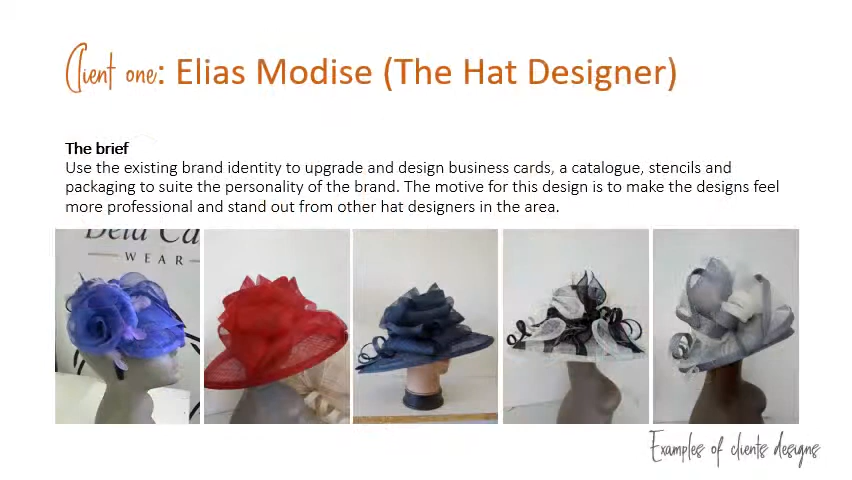 Client one: Elias Modise (The Hat Designer)
The brief
Use the existing brand identity to upgrade and design business cards, a catalogue, stencils and
packaging to suite the personality of the brand. The motive for this design is to make the designs feel
more professional and stand out from other hat designers in the area.
WEAR
Examples of clients designs